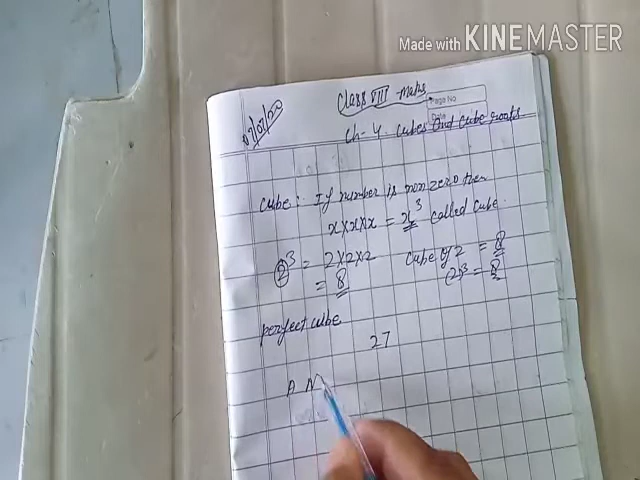 Made with KINEMASTER
Class VIII maths
Page No
Date
Ch-4. Cubes and Cube roots
Cube: If number is non zero then
x×x×x = x³ called Cube.
2³ = 2×2×2 Cube of 2 = 8
= 8 (2)³ = 8
perfect cube
27
A N